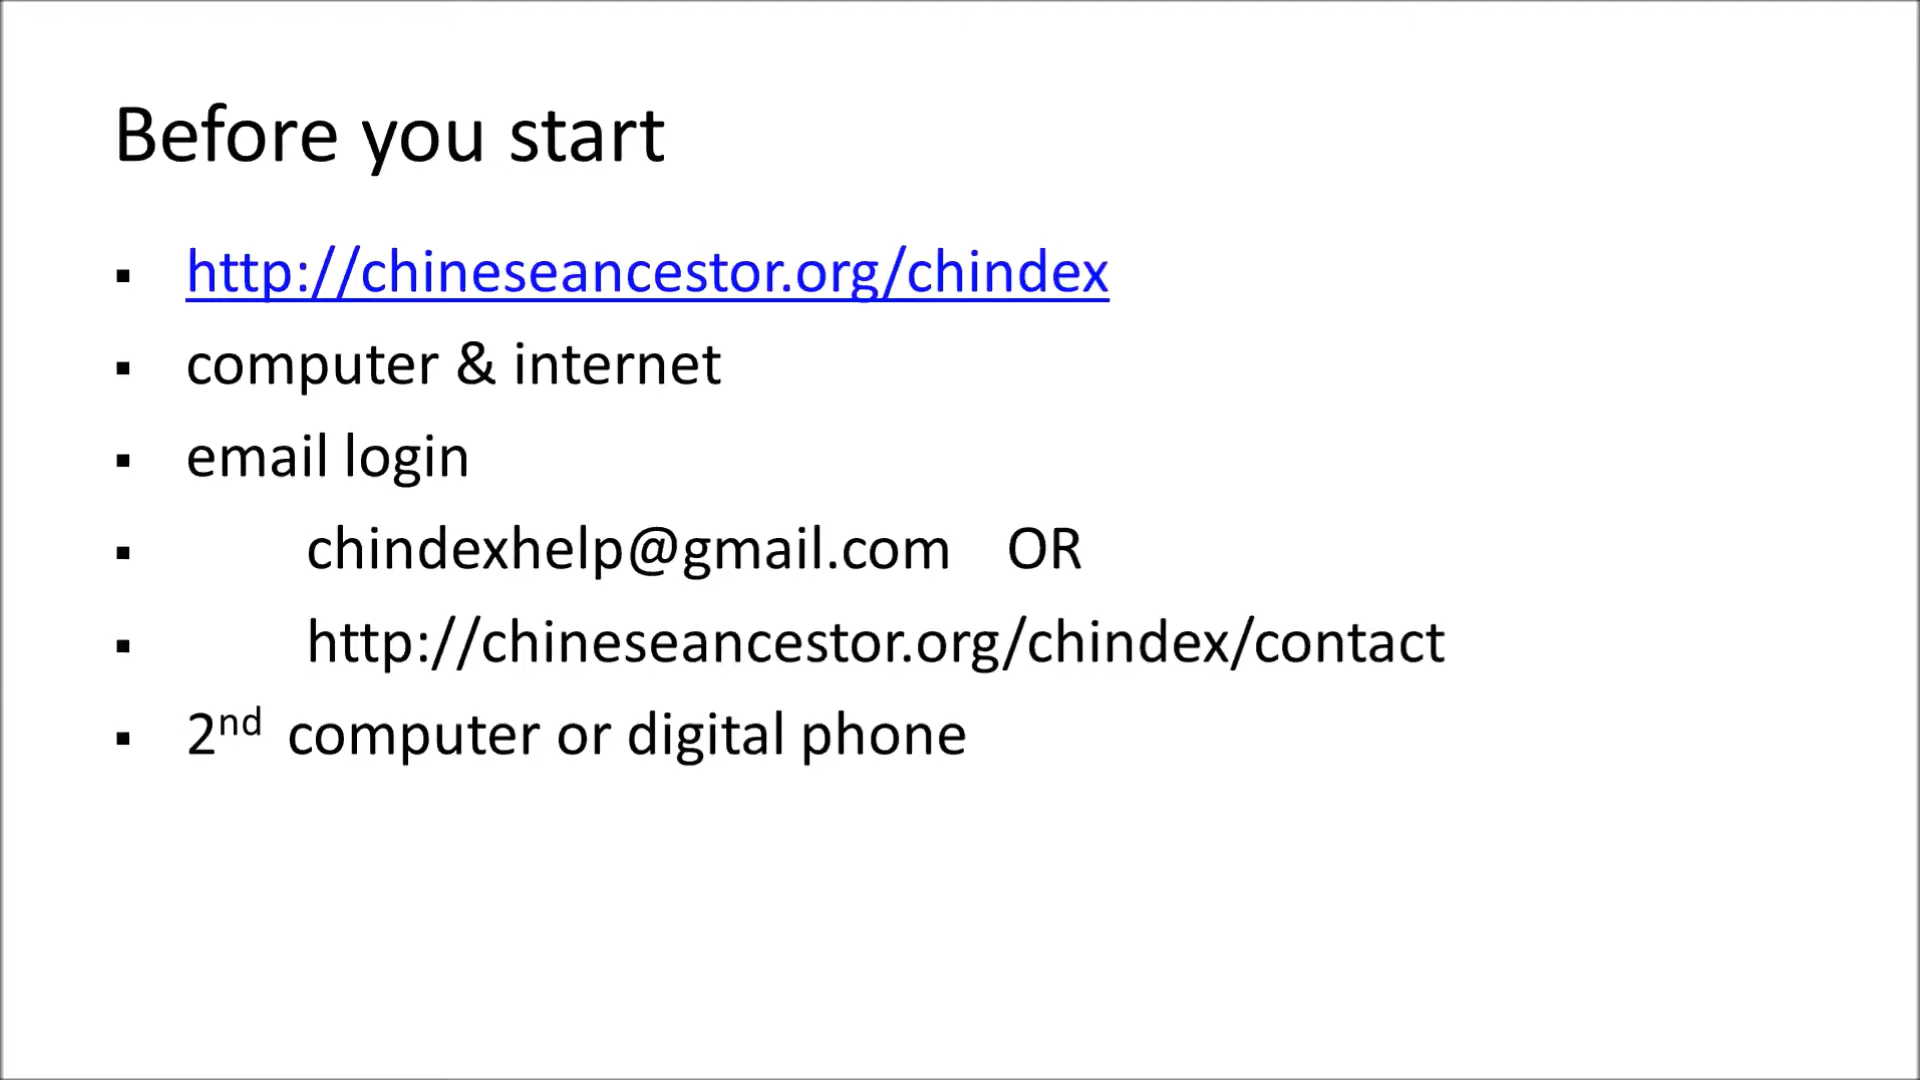 Before you start
▪ http://chineseancestor.org/chindex
▪ computer & internet
▪ email login
▪ chindexhelp@gmail.com OR
▪ http://chineseancestor.org/chindex/contact
▪ 2nd computer or digital phone